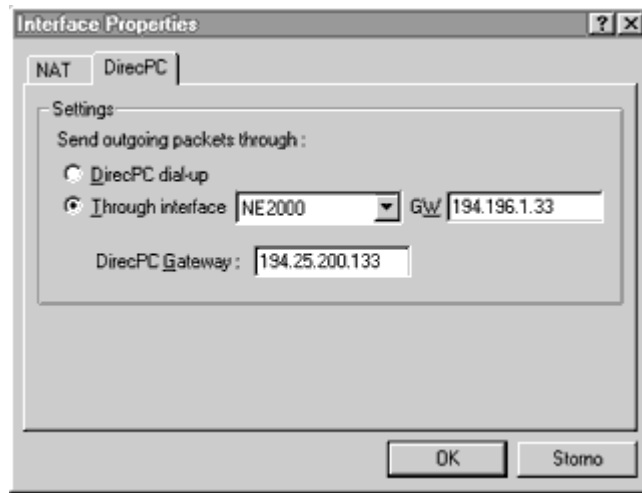 Interface Properties
NAT DirecPC
Settings
Send outgoing packets through :
DirecPC dial-up
Through interface NE2000 GW 194.196.1.33
DirecPC Gateway : 194.25.200.133
OK Storno